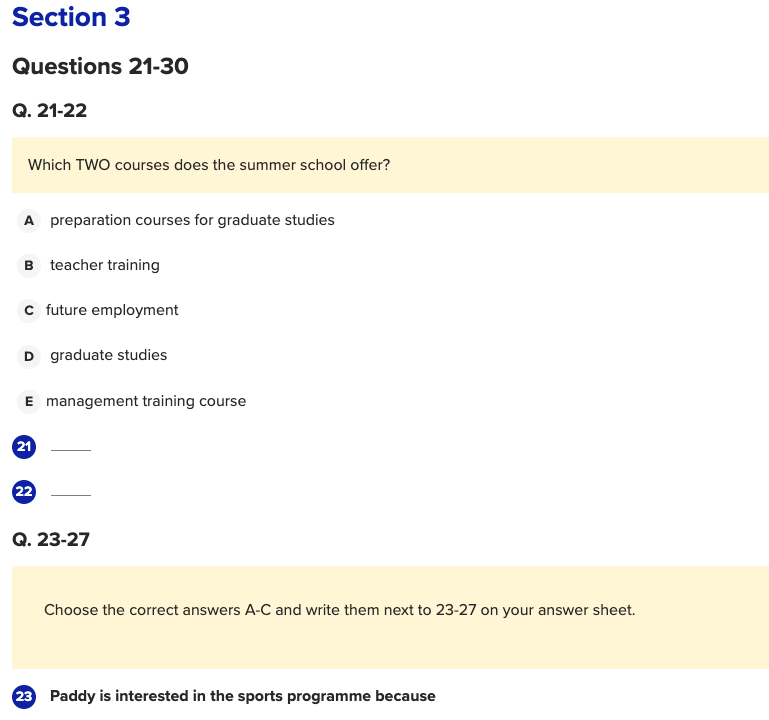 Section 3
Questions 21-30
Q. 21-22
Which TWO courses does the summer school offer?
A preparation courses for graduate studies
B teacher training
C future employment
D graduate studies
E management training course
21 _____
22 _____
Q. 23-27
Choose the correct answers A-C and write them next to 23-27 on your answer sheet.
23 Paddy is interested in the sports programme because